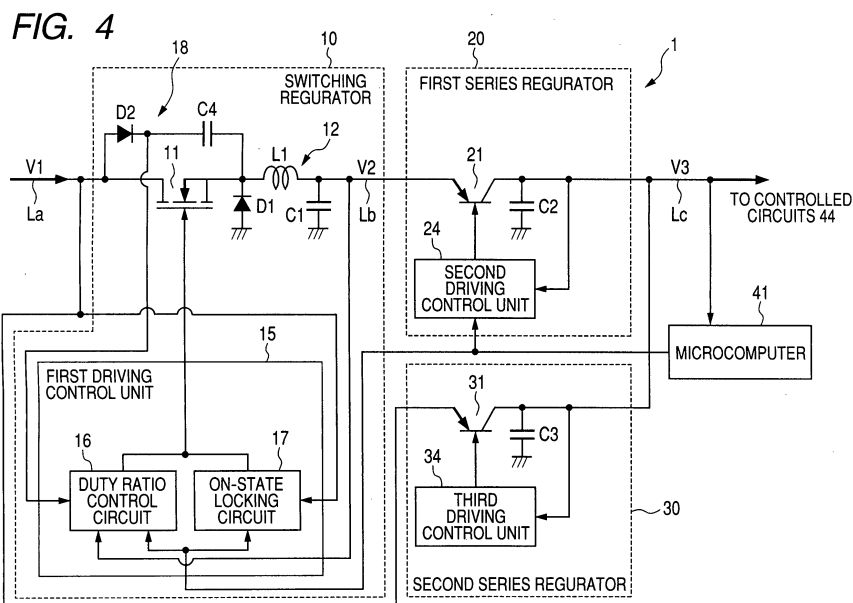 FIG. 4
10
20
1
18
SWITCHING
REGURATOR
FIRST SERIES REGURATOR
D2
C4
12
L1
V1
11
V2
21
V3
La
D1
C1
Lb
C2
Lc
TO CONTROLLED
CIRCUITS 44
24
SECOND
DRIVING
CONTROL UNIT
41
15
MICROCOMPUTER
FIRST DRIVING
CONTROL UNIT
31
C3
16
17
34
DUTY RATIO
CONTROL
CIRCUIT
ON-STATE
LOCKING
CIRCUIT
THIRD
DRIVING
CONTROL UNIT
30
SECOND SERIES REGURATOR